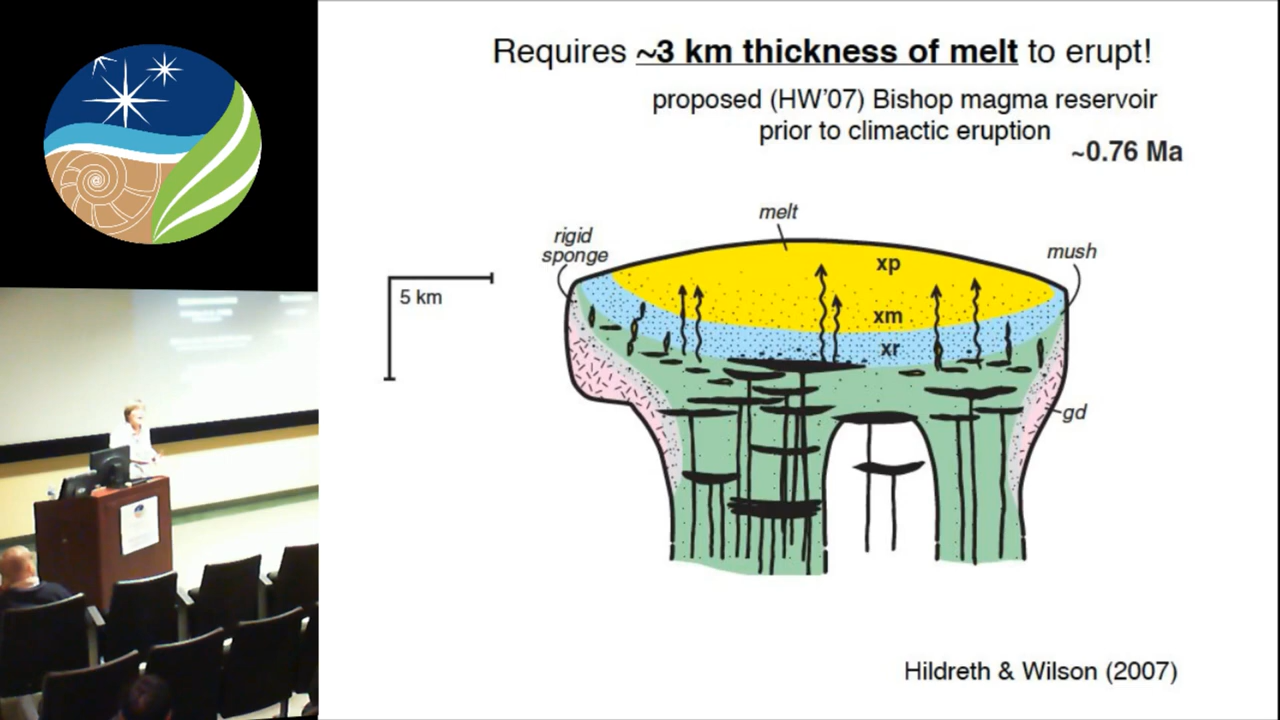 Requires ~3 km thickness of melt to erupt!
proposed (HW'07) Bishop magma reservoir
prior to climactic eruption
~0.76 Ma
melt
rigid
sponge
mush
xp
5 km
xm
xr
gd
Hildreth & Wilson (2007)